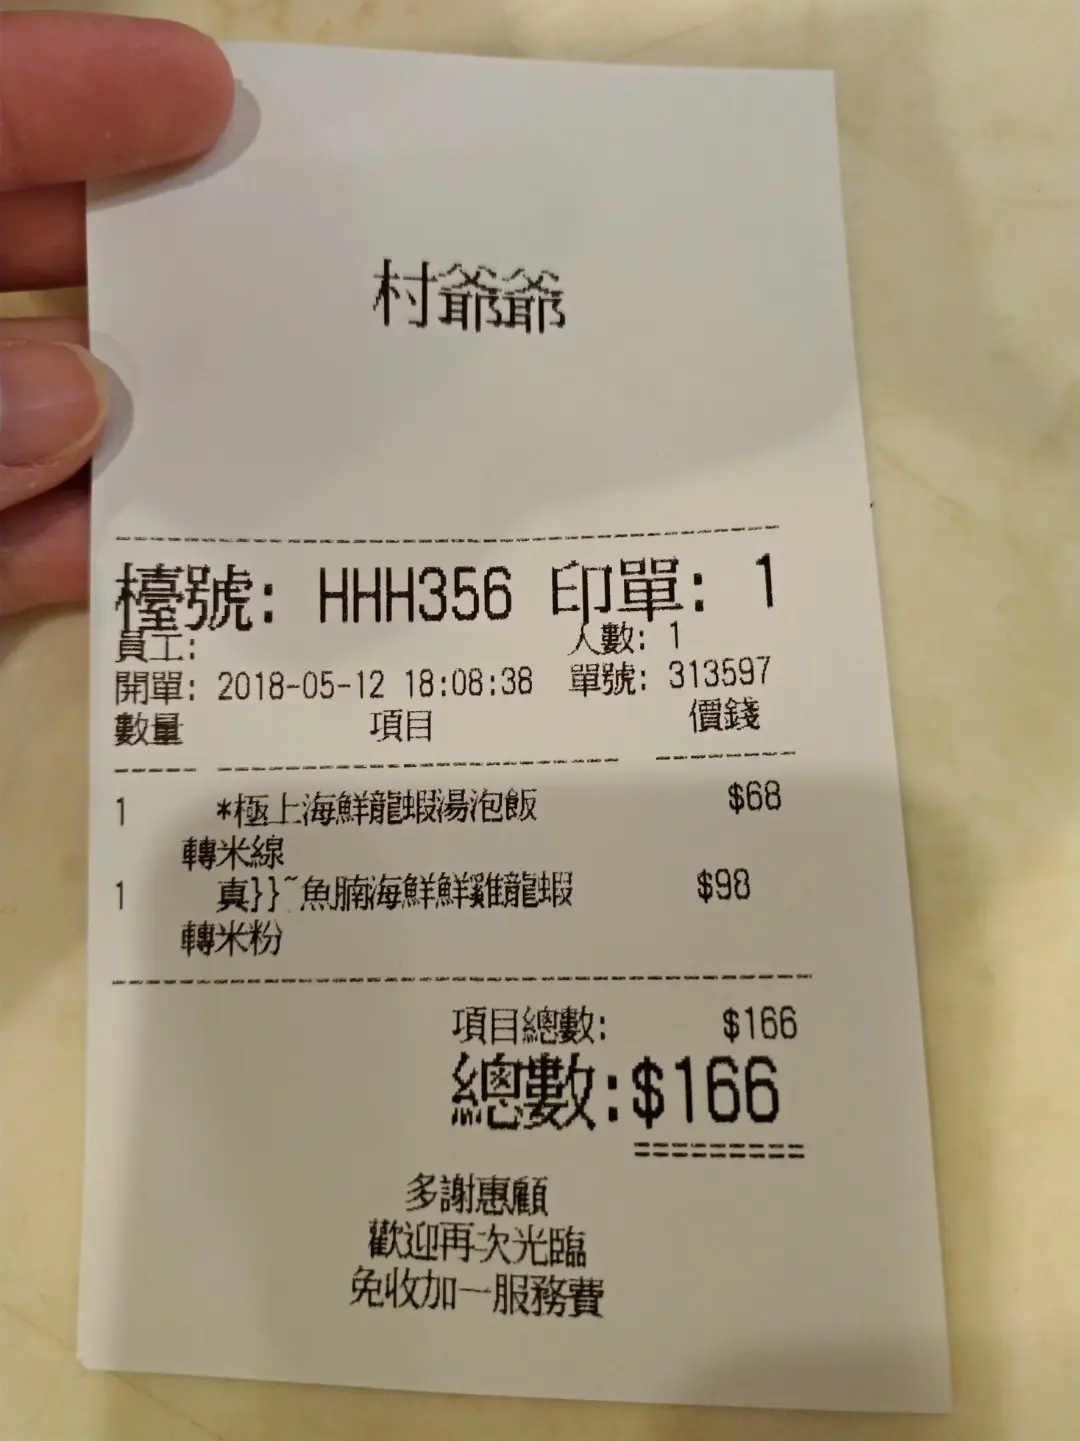 村爺爺
檯號: HHH356 印單: 1
員工: 人數: 1
開單: 2018-05-12 18:08:38 單號: 313597
數量 項目 價錢
1 *極上海鮮龍蝦湯泡飯 $68
轉米線
1 真}}~魚腩海鮮鮮雞龍蝦 $98
轉米粉
項目總數: $166
總數:$166
多謝惠顧
歡迎再次光臨
免收加一服務費